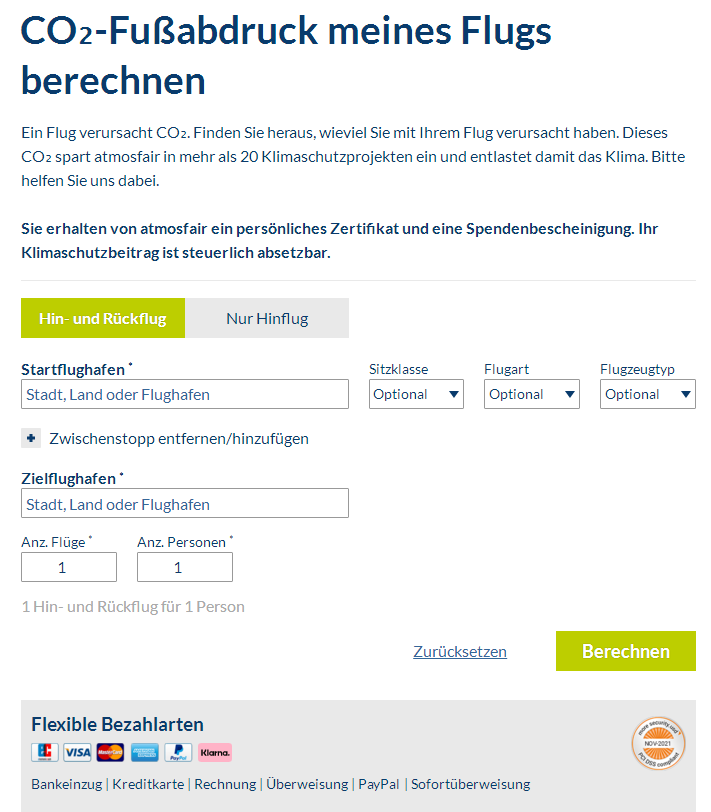 CO₂-Fußabdruck meines Flugs
berechnen
Ein Flug verursacht CO₂. Finden Sie heraus, wieviel Sie mit Ihrem Flug verursacht haben. Dieses
CO₂ spart atmosfair in mehr als 20 Klimaschutzprojekten ein und entlastet damit das Klima. Bitte
helfen Sie uns dabei.
Sie erhalten von atmosfair ein persönliches Zertifikat und eine Spendenbescheinigung. Ihr
Klimaschutzbeitrag ist steuerlich absetzbar.
Hin- und Rückflug Nur Hinflug
Startflughafen * Sitzklasse Flugart Flugzeugtyp
Stadt, Land oder Flughafen Optional Optional Optional
Zwischenstopp entfernen/hinzufügen
Zielflughafen *
Stadt, Land oder Flughafen
Anz. Flüge * Anz. Personen *
1 1
1 Hin- und Rückflug für 1 Person
Zurücksetzen Berechnen
Flexible Bezahlarten
VISA MasterCard PayPal Klarna.
more security usd
NOV-2021
PCI DSS compliant
Bankeinzug | Kreditkarte | Rechnung | Überweisung | PayPal | Sofortüberweisung